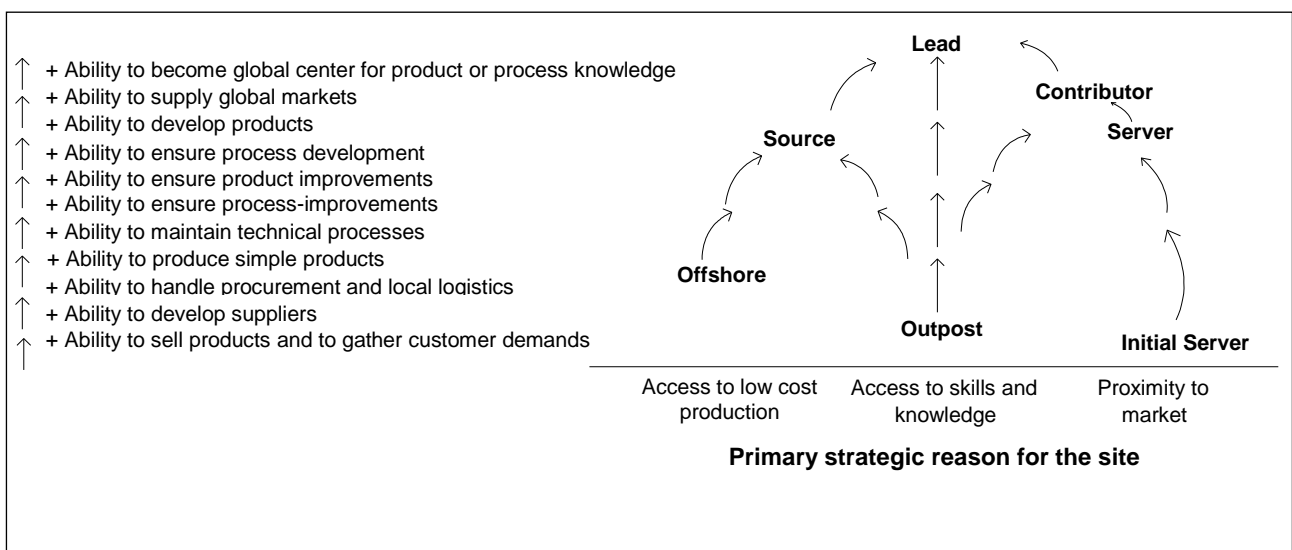 + Ability to become global center for product or process knowledge
+ Ability to supply global markets
+ Ability to develop products
+ Ability to ensure process development
+ Ability to ensure product improvements
+ Ability to ensure process-improvements
+ Ability to maintain technical processes
+ Ability to produce simple products
+ Ability to handle procurement and local logistics
+ Ability to develop suppliers
+ Ability to sell products and to gather customer demands
Lead
Contributor
Server
Source
Offshore
Outpost
Initial Server
Access to low cost
production
Access to skills and
knowledge
Proximity to
market
Primary strategic reason for the site